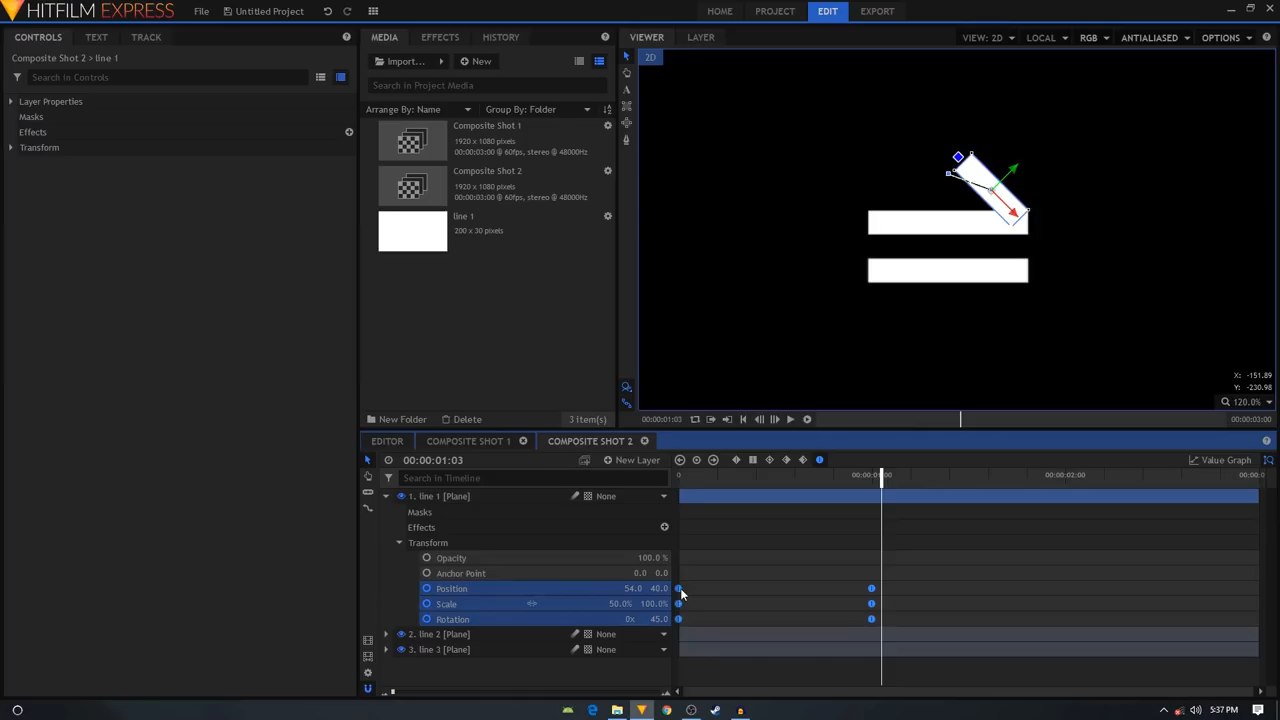 HITFILM EXPRESS File Untitled Project HOME PROJECT EDIT EXPORT
CONTROLS TEXT TRACK
Composite Shot 2 > line 1
Search in Controls
Layer Properties
Masks
Effects
Transform
MEDIA EFFECTS HISTORY
Import... New
Search in Project Media
Arrange By: Name Group By: Folder
Composite Shot 1
1920 x 1080 pixels
00:00:03:00 @ 60fps, stereo @ 48000Hz
Composite Shot 2
1920 x 1080 pixels
00:00:03:00 @ 60fps, stereo @ 48000Hz
line 1
200 x 30 pixels
New Folder Delete 3 item(s)
VIEWER LAYER VIEW: 2D LOCAL RGB ANTIALIASED OPTIONS
2D
A
X: -151.89
Y: -230.98
120.0%
00:00:01:03 00:00:03:00
EDITOR COMPOSITE SHOT 1 COMPOSITE SHOT 2
00:00:01:03 New Layer Value Graph
Search in Timeline
0 00:00:01:00 00:00:02:00 00:00:0
1. line 1 [Plane] None
Masks
Effects
Transform
Opacity 100.0 %
Anchor Point 0.0 0.0
Position 54.0 40.0
Scale 50.0% 100.0%
Rotation 0x 45.0
2. line 2 [Plane] None
3. line 3 [Plane] None
5:37 PM